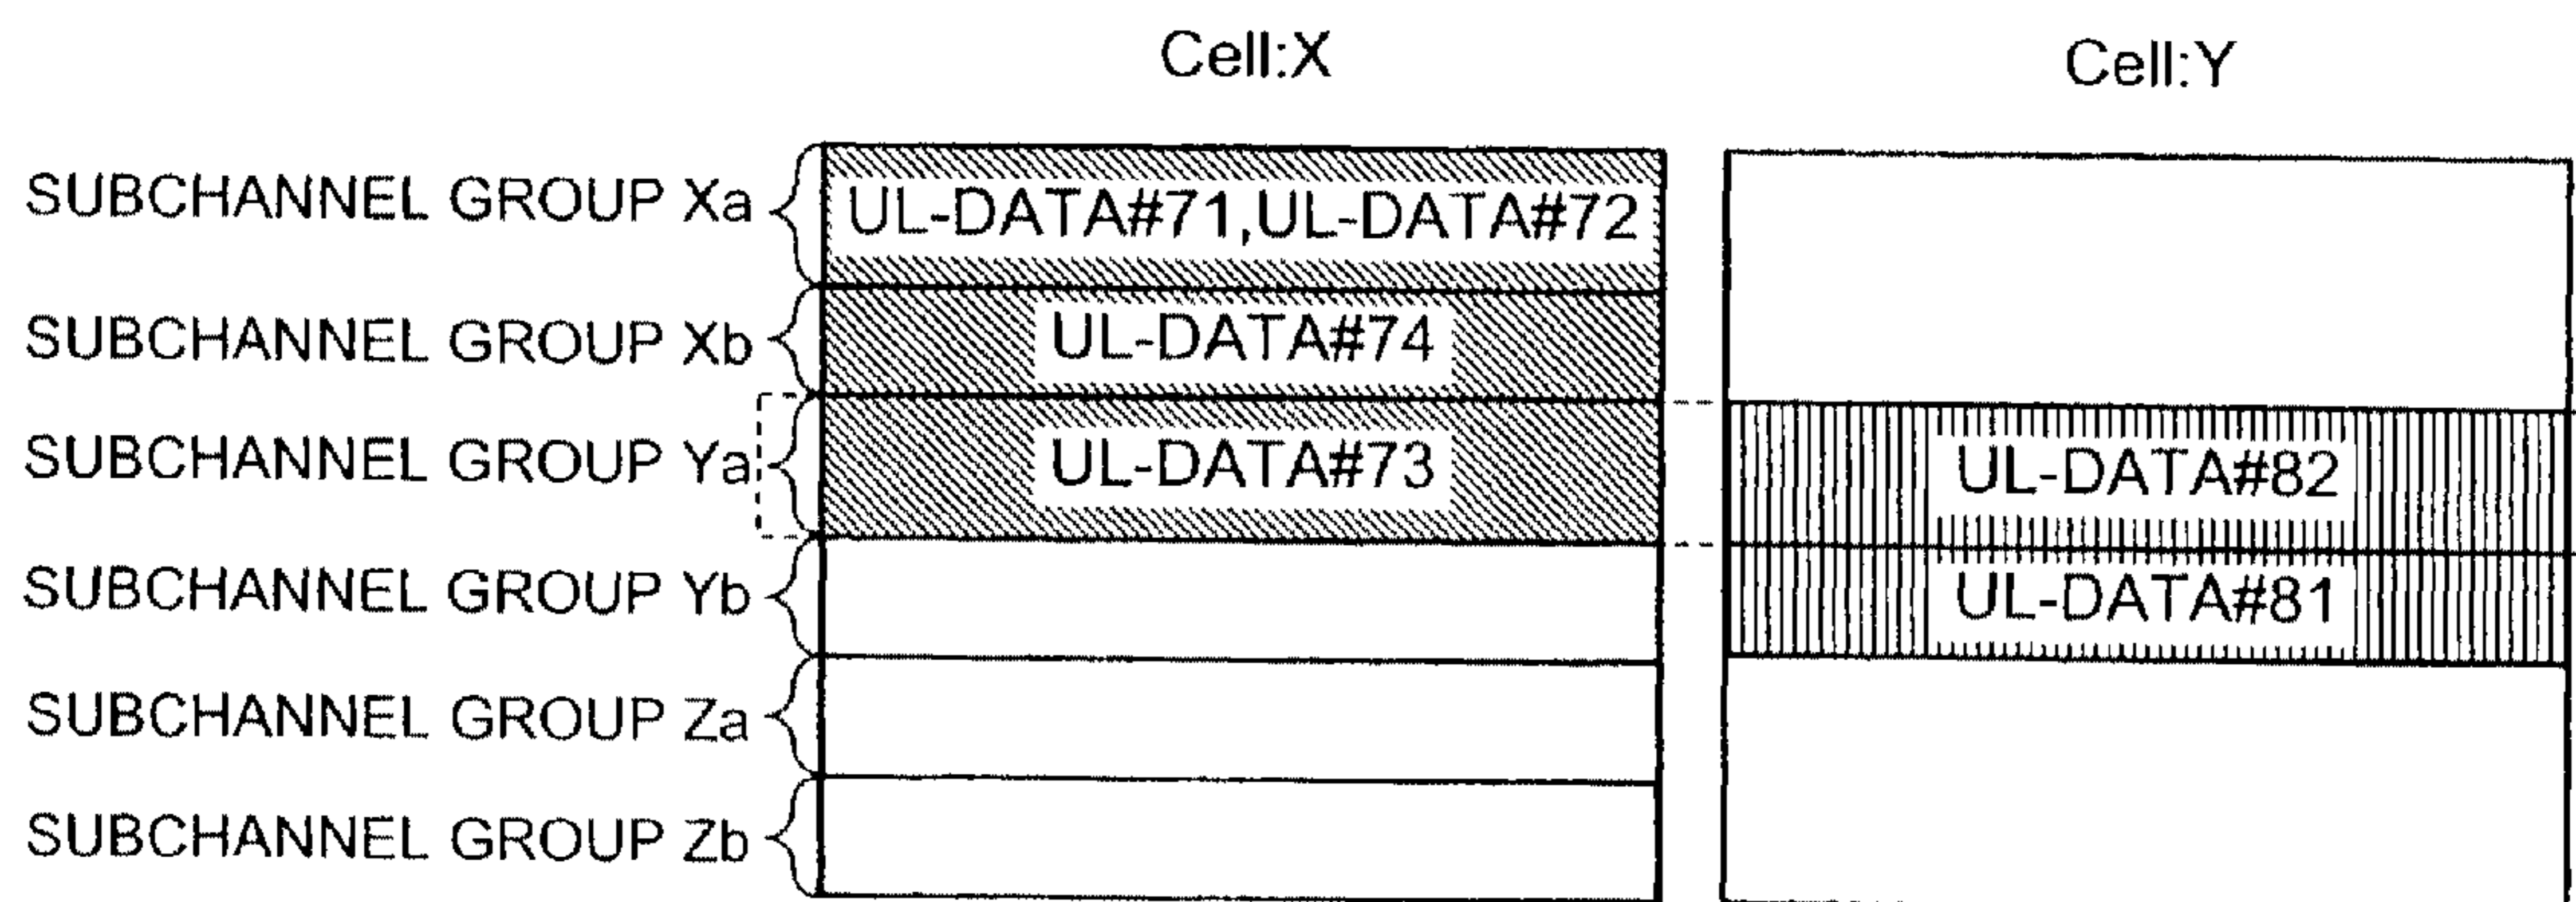 Cell:X Cell:Y
SUBCHANNEL GROUP Xa UL-DATA#71,UL-DATA#72
SUBCHANNEL GROUP Xb UL-DATA#74
SUBCHANNEL GROUP Ya UL-DATA#73 UL-DATA#82
SUBCHANNEL GROUP Yb UL-DATA#81
SUBCHANNEL GROUP Za
SUBCHANNEL GROUP Zb